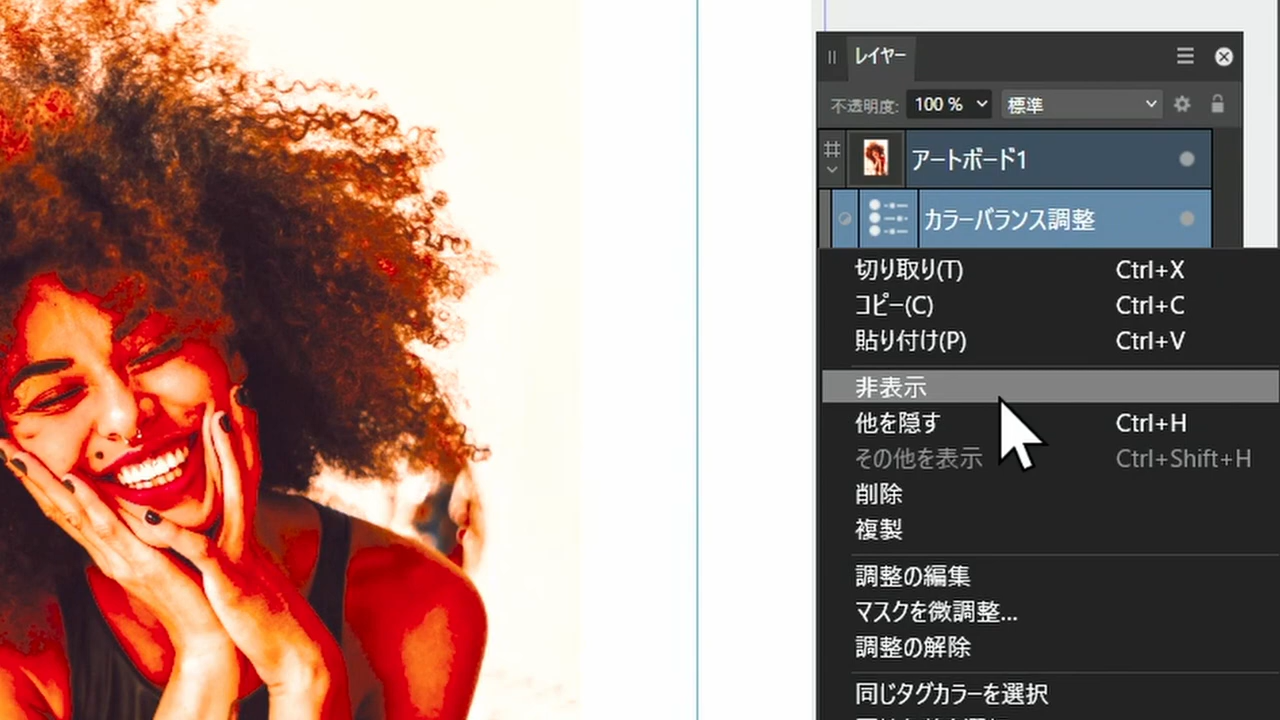 レイヤー
不透明度: 100 % 標準
アートボード1
カラーバランス調整
切り取り(T) Ctrl+X
コピー(C) Ctrl+C
貼り付け(P) Ctrl+V
非表示
他を隠す Ctrl+H
その他を表示 Ctrl+Shift+H
削除
複製
調整の編集
マスクを微調整...
調整の解除
同じタグカラーを選択